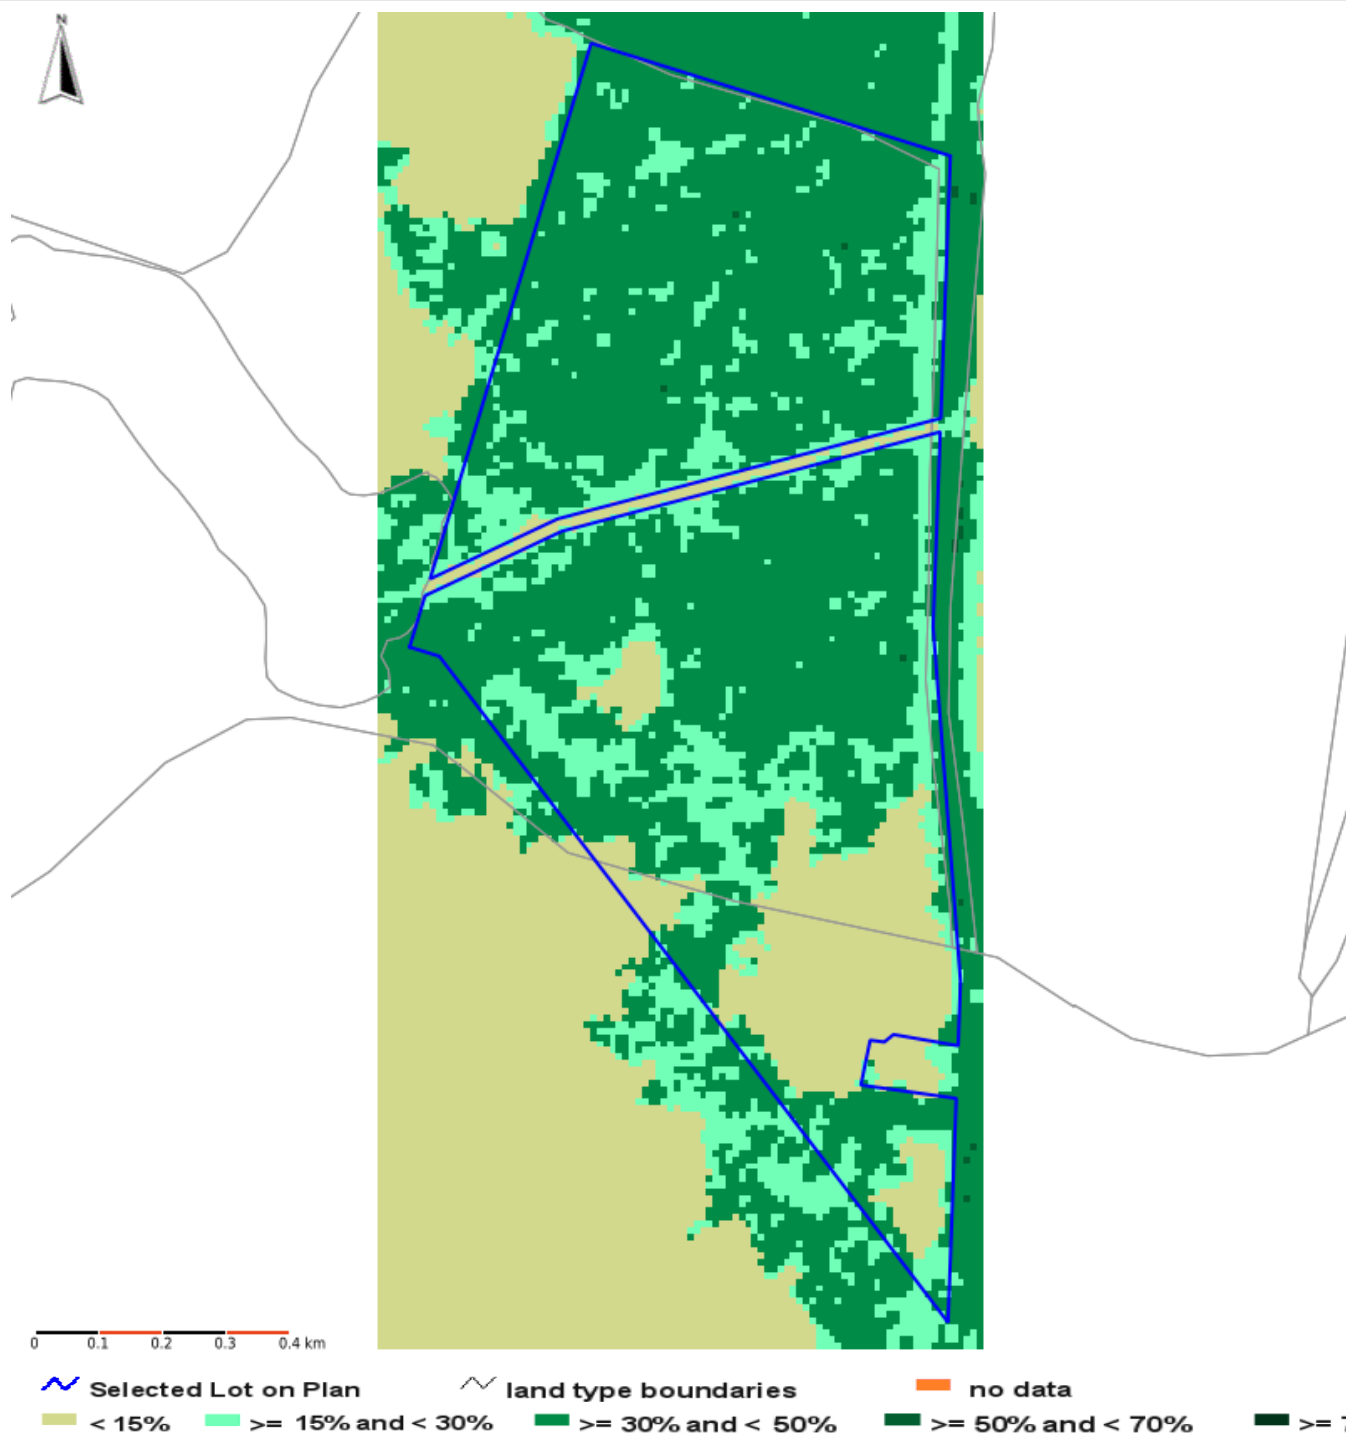 N
0 0.1 0.2 0.3 0.4 km
Selected Lot on Plan land type boundaries no data
< 15% >= 15% and < 30% >= 30% and < 50% >= 50% and < 70% >= 7